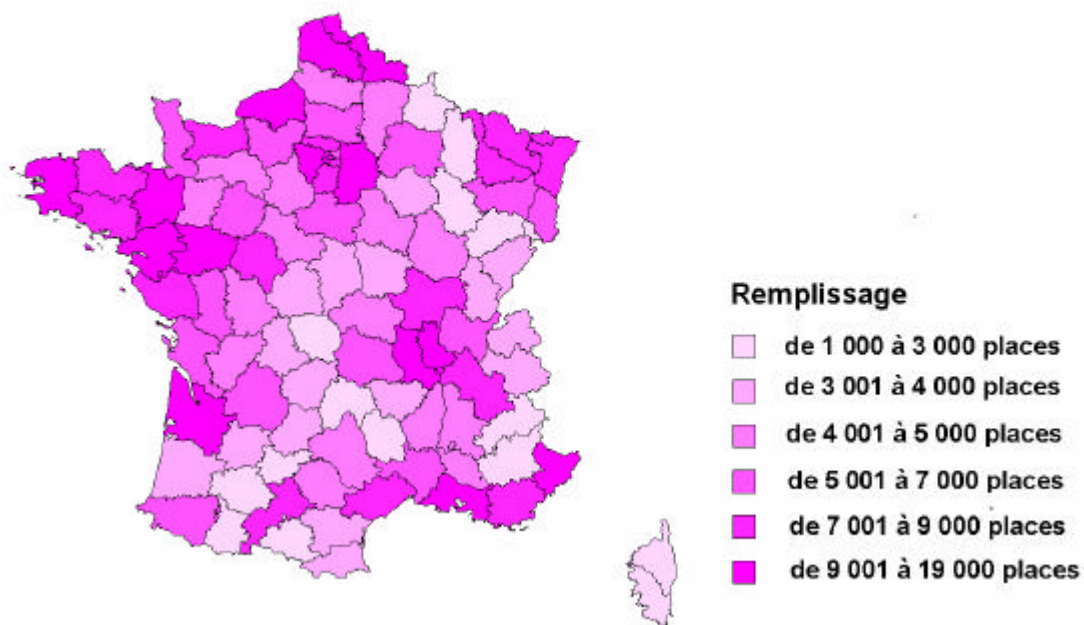 Remplissage
de 1 000 à 3 000 places
de 3 001 à 4 000 places
de 4 001 à 5 000 places
de 5 001 à 7 000 places
de 7 001 à 9 000 places
de 9 001 à 19 000 places